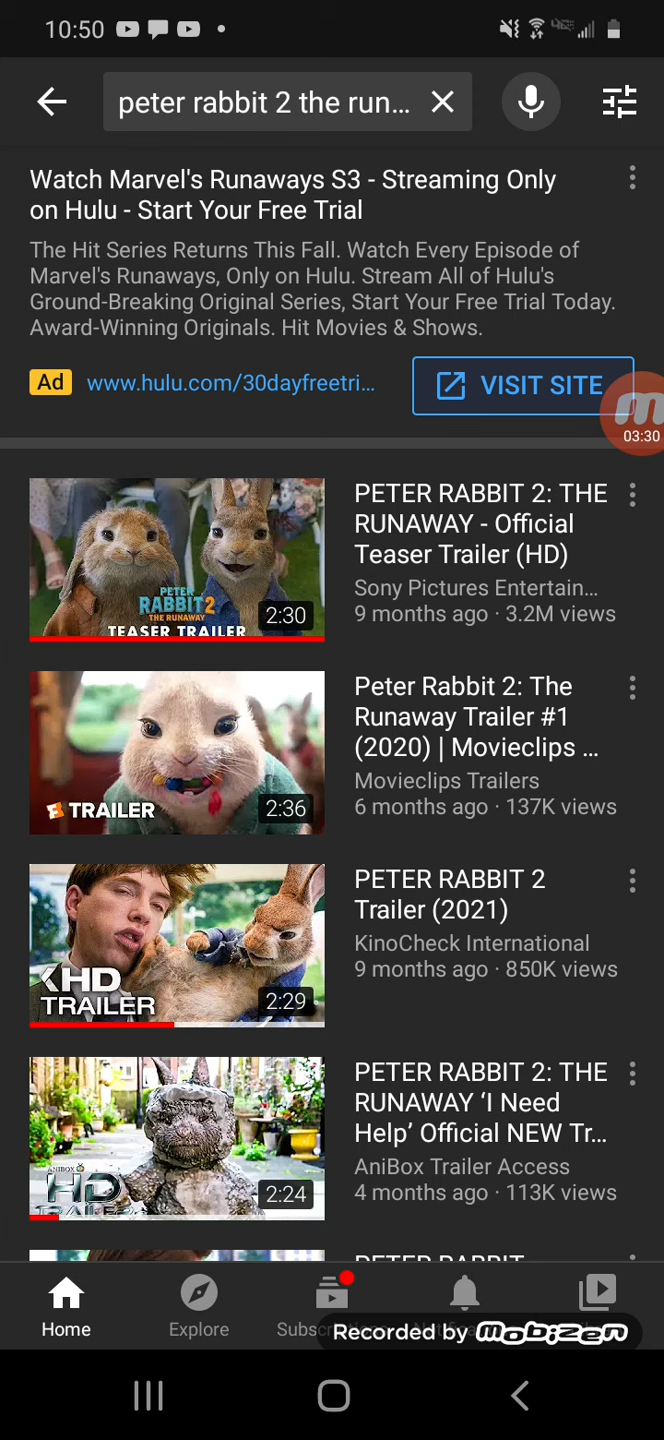 10:50
peter rabbit 2 the run...
Watch Marvel's Runaways S3 - Streaming Only
on Hulu - Start Your Free Trial
The Hit Series Returns This Fall. Watch Every Episode of
Marvel's Runaways, Only on Hulu. Stream All of Hulu's
Ground-Breaking Original Series, Start Your Free Trial Today.
Award-Winning Originals. Hit Movies & Shows.
Ad www.hulu.com/30dayfreetri... VISIT SITE
03:30
PETER RABBIT 2: THE
RUNAWAY - Official
Teaser Trailer (HD)
Sony Pictures Entertain...
9 months ago · 3.2M views
PETER
RABBIT 2
THE RUNAWAY
TEASER TRAILER
2:30
Peter Rabbit 2: The
Runaway Trailer #1
(2020) | Movieclips ...
Movieclips Trailers
6 months ago · 137K views
TRAILER
2:36
PETER RABBIT 2
Trailer (2021)
KinoCheck International
9 months ago · 850K views
HD
TRAILER
2:29
PETER RABBIT 2: THE
RUNAWAY ‘I Need
Help’ Official NEW Tr...
AniBox Trailer Access
4 months ago · 113K views
ANIBOX
HD
TRAILER
2:24
PETER RABBIT
Home Explore
Recorded by mobizen